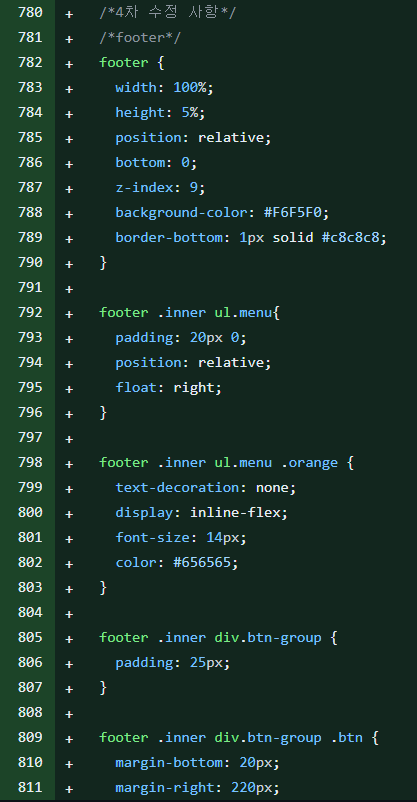 780 + /*4차 수정 사항*/
781 + /*footer*/
782 + footer {
783 +   width: 100%;
784 +   height: 5%;
785 +   position: relative;
786 +   bottom: 0;
787 +   z-index: 9;
788 +   background-color: #F6F5F0;
789 +   border-bottom: 1px solid #c8c8c8;
790 + }
791 +
792 + footer .inner ul.menu{
793 +   padding: 20px 0;
794 +   position: relative;
795 +   float: right;
796 + }
797 +
798 + footer .inner ul.menu .orange {
799 +   text-decoration: none;
800 +   display: inline-flex;
801 +   font-size: 14px;
802 +   color: #656565;
803 + }
804 +
805 + footer .inner div.btn-group {
806 +   padding: 25px;
807 + }
808 +
809 + footer .inner div.btn-group .btn {
810 +   margin-bottom: 20px;
811 +   margin-right: 220px;